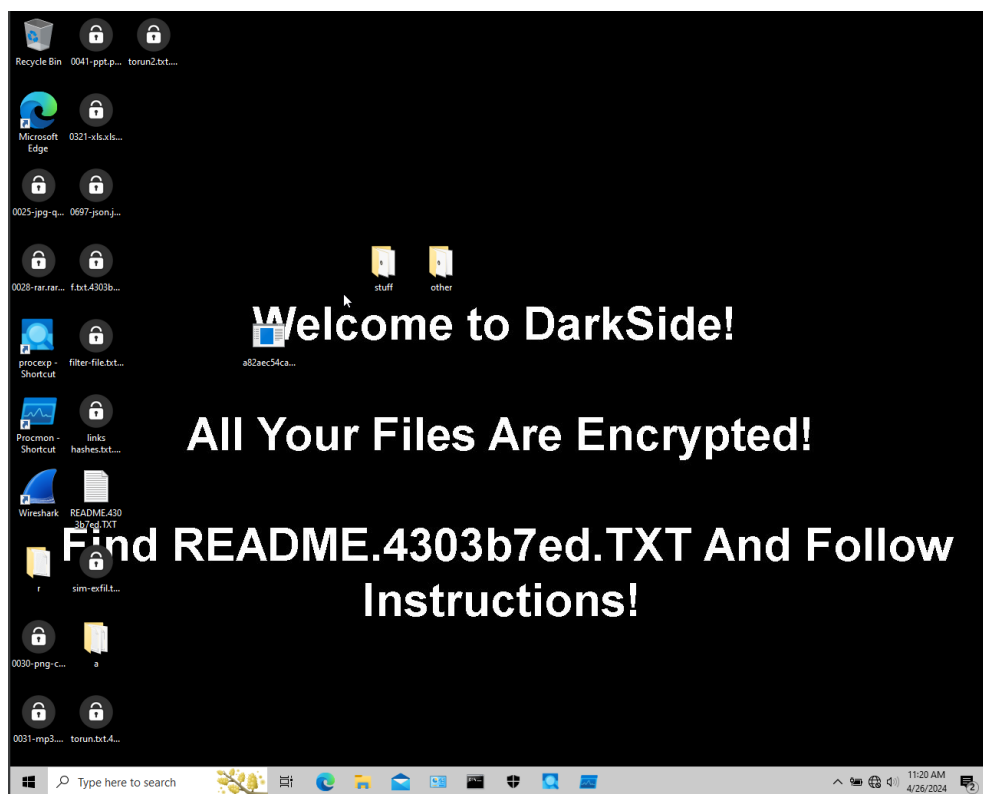 Recycle Bin
0041-ppt.p...
torun2.txt....
Microsoft
Edge
0321-xls.xls...
0025-jpg-q...
0697-json.j...
0028-rar.rar...
f.txt.4303b...
stuff
other
Welcome to DarkSide!
procexp -
Shortcut
filter-file.txt...
a82aec54ca...
Procmon -
Shortcut
links
hashes.txt....
All Your Files Are Encrypted!
Wireshark
README.430
3b7ed.TXT
Find README.4303b7ed.TXT And Follow
Instructions!
r
sim-exfil.t...
0030-png-c...
a
0031-mp3....
torun.txt.4...
Type here to search
11:20 AM
4/26/2024
2